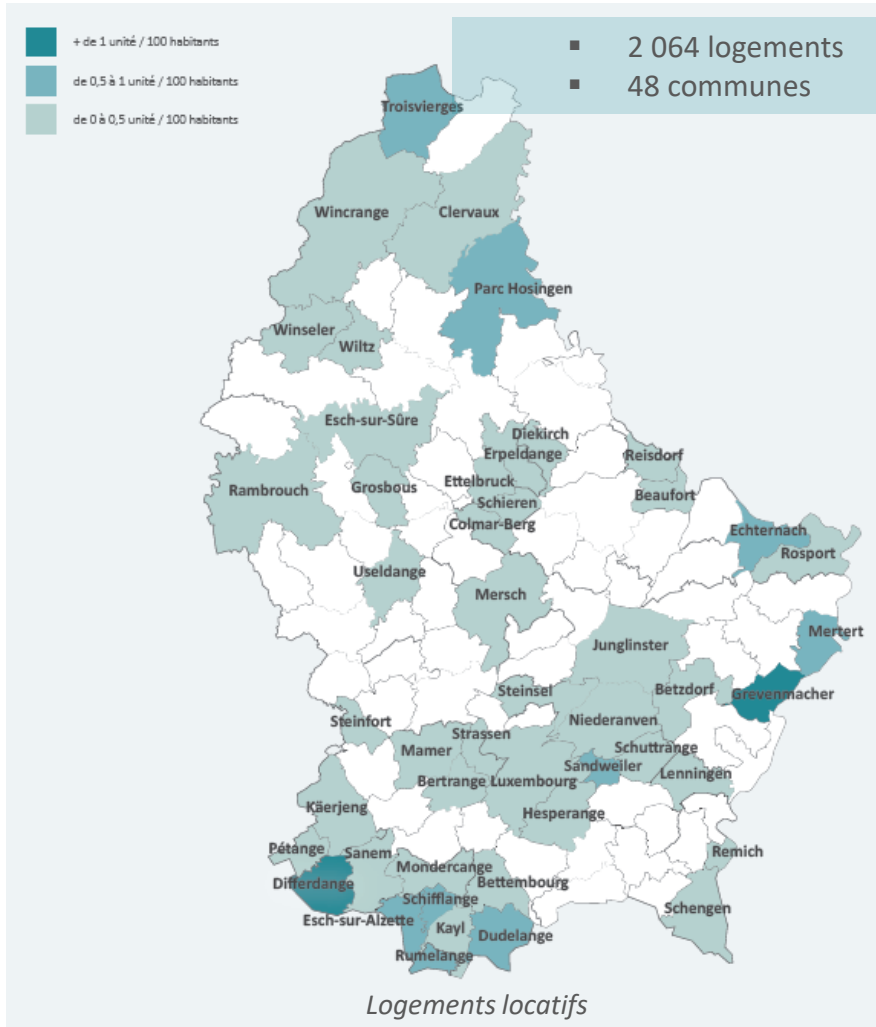 + de 1 unité / 100 habitants
de 0,5 à 1 unité / 100 habitants
de 0 à 0,5 unité / 100 habitants
▪ 2 064 logements
▪ 48 communes
Troisvierges
Wincrange
Clervaux
Parc Hosingen
Winseler
Wiltz
Esch-sur-Sûre
Diekirch
Erpeldange
Reisdorf
Rambrouch
Grosbous
Ettelbruck
Beaufort
Schieren
Colmar-Berg
Echternach
Rosport
Useldange
Mersch
Mertert
Junglinster
Steinsel
Betzdorf
Grevenmacher
Steinfort
Niederanven
Strassen
Mamer
Schuttrange
Sandweiler
Lenningen
Bertrange
Luxembourg
Käerjeng
Hesperange
Pétange
Sanem
Remich
Mondercange
Differdange
Bettembourg
Schifflange
Schengen
Esch-sur-Alzette
Kayl
Dudelange
Rumelange
Logements locatifs